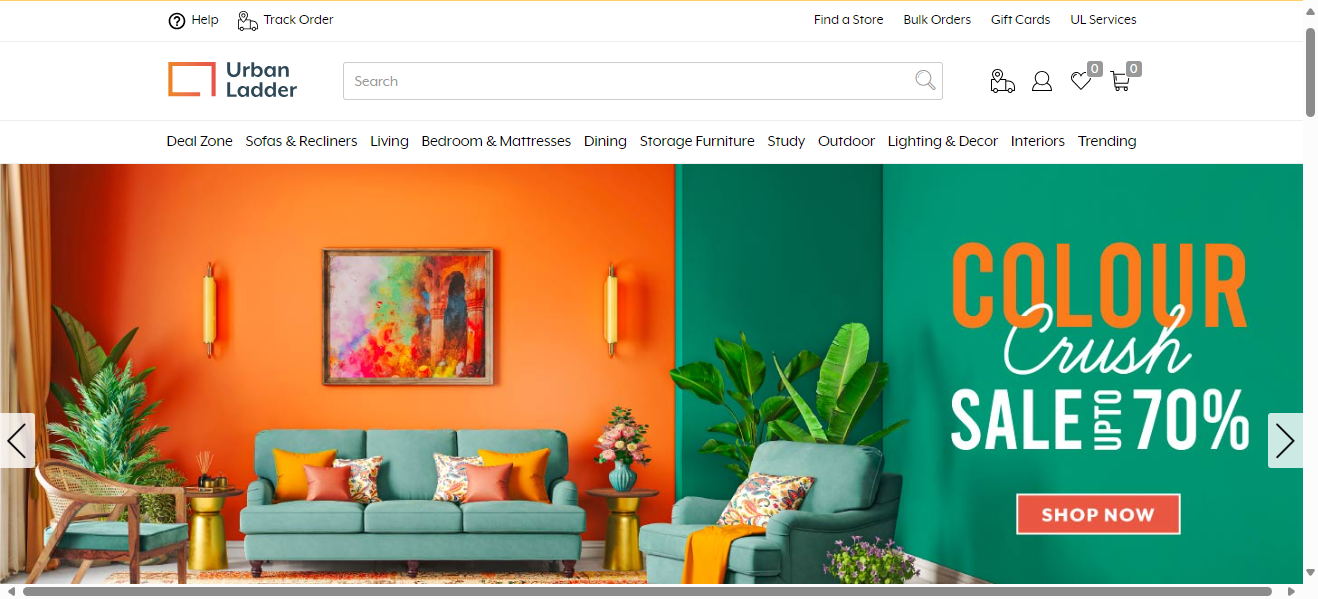 Help
Track Order
Find a Store
Bulk Orders
Gift Cards
UL Services
Urban
Ladder
Search
0
0
Deal Zone
Sofas & Recliners
Living
Bedroom & Mattresses
Dining
Storage Furniture
Study
Outdoor
Lighting & Decor
Interiors
Trending
COLOUR
Crush
SALE UPTO 70%
SHOP NOW